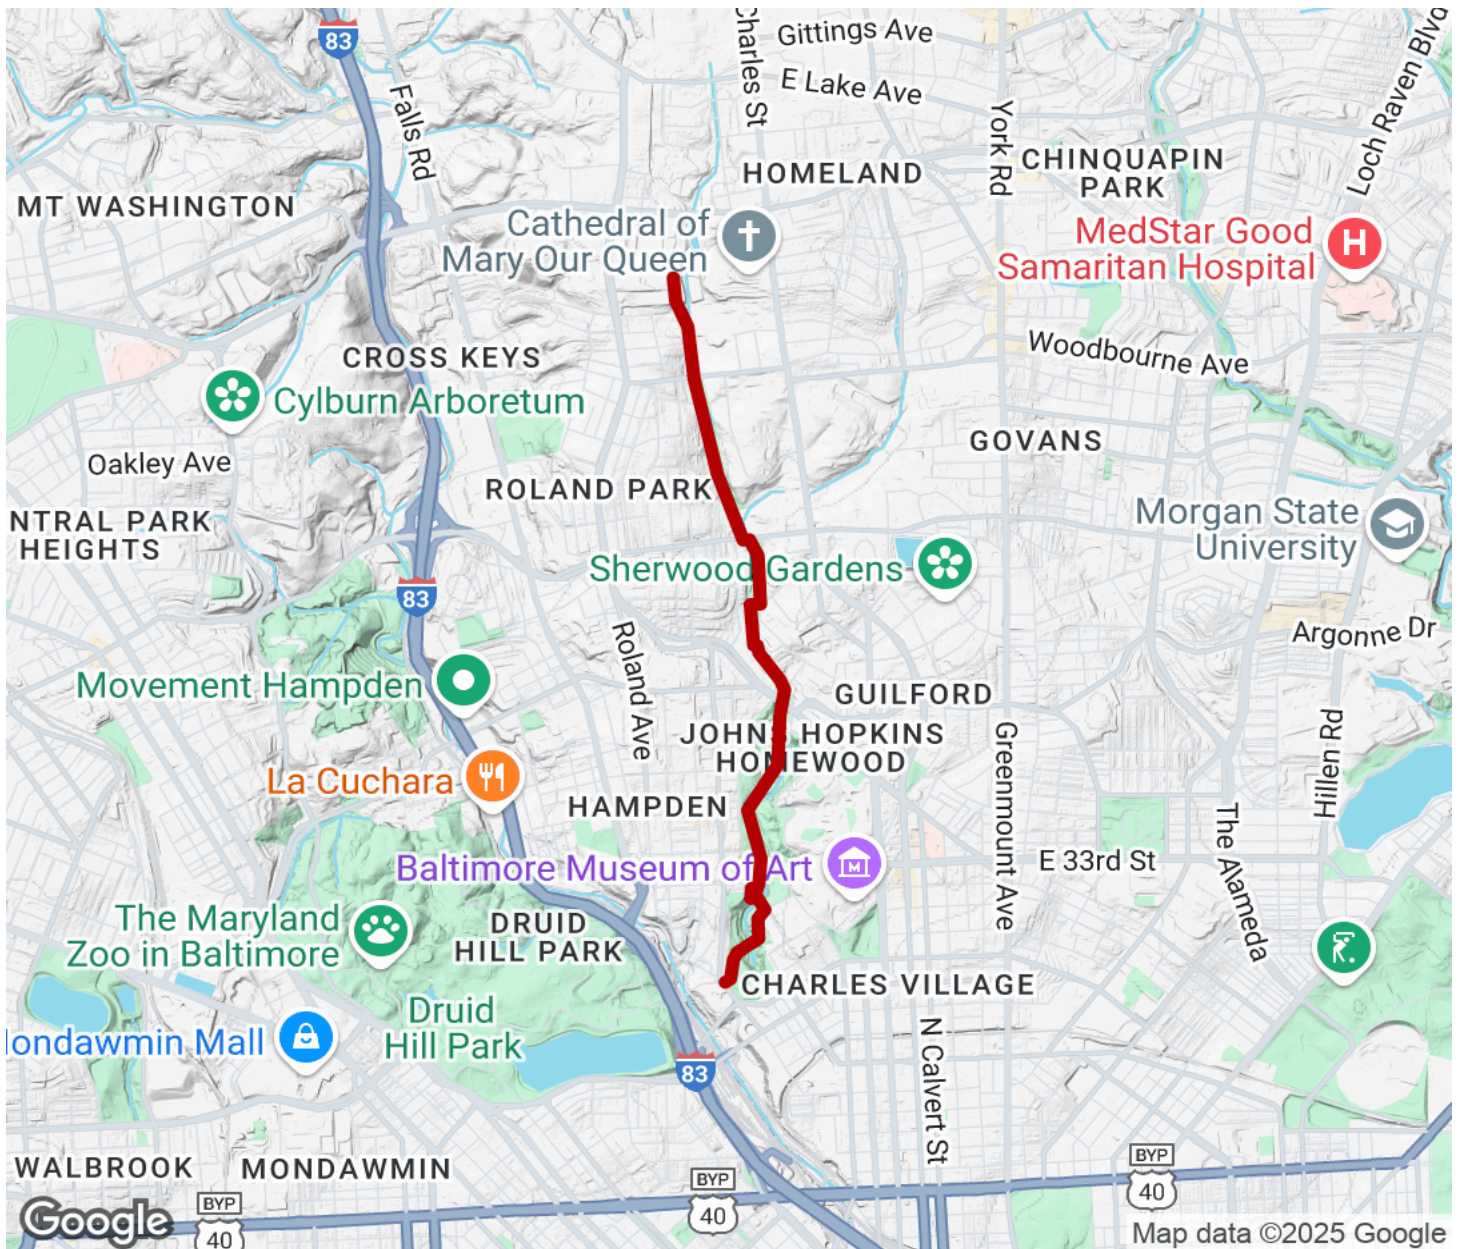 83
Charles St
Gittings Ave
E Lake Ave
Falls Rd
York Rd
Loch Raven Blvd
CHINQUAPIN
PARK
HOMELAND
MT WASHINGTON
Cathedral of
Mary Our Queen
MedStar Good
Samaritan Hospital
H
Woodbourne Ave
CROSS KEYS
Cylburn Arboretum
GOVANS
Oakley Ave
ROLAND PARK
NTRAL PARK
HEIGHTS
Morgan State
University
Sherwood Gardens
83
Argonne Dr
Roland Ave
Movement Hampden
GUILFORD
JOHNS HOPKINS
HOMEWOOD
Greenmount Ave
Hillen Rd
La Cuchara
HAMPDEN
The Alameda
E 33rd St
Baltimore Museum of Art
M
The Maryland
Zoo in Baltimore
DRUID
HILL PARK
CHARLES VILLAGE
Druid
Hill Park
ondawmin Mall
N Calvert St
83
WALBROOK
MONDAWMIN
BYP
40
BYP
40
BYP
40
Google
Map data ©2025 Google